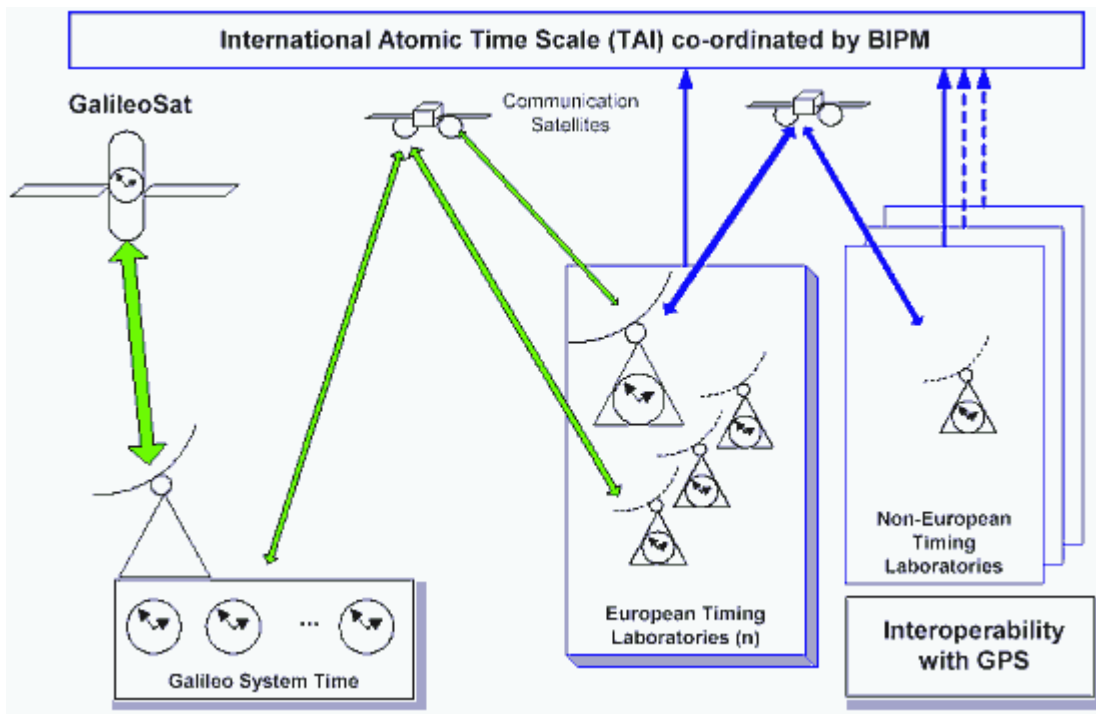 International Atomic Time Scale (TAI) co-ordinated by BIPM
GalileoSat
Communication
Satellites
Non-European
Timing
Laboratories
European Timing
Laboratories (n)
...
Galileo System Time
Interoperability
with GPS